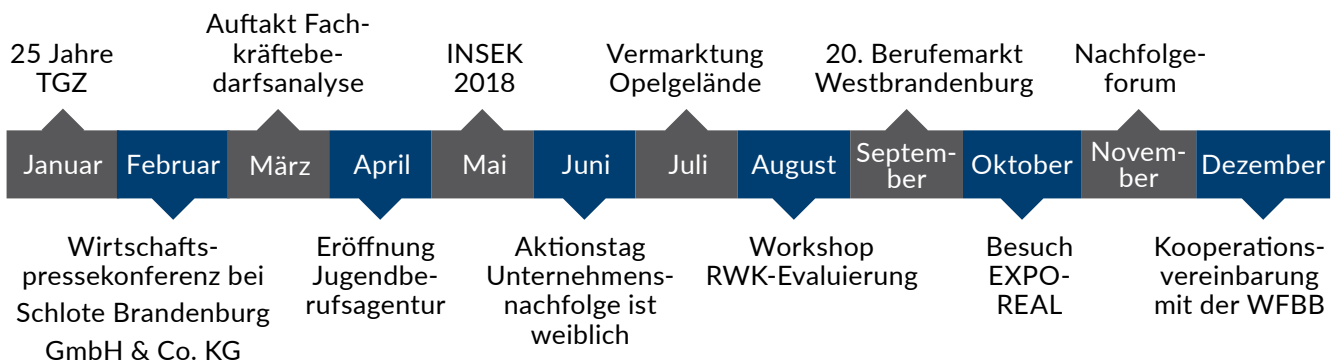 25 Jahre
TGZ
Auftakt Fach-
kräftebe-
darfsanalyse
INSEK
2018
Vermarktung
Opelgelände
20. Berufemarkt
Westbrandenburg
Nachfolge-
forum
Januar
Februar
März
April
Mai
Juni
Juli
August
Septem-
ber
Oktober
Novem-
ber
Dezember
Wirtschafts-
pressekonferenz bei
Schlote Brandenburg
GmbH & Co. KG
Eröffnung
Jugendbe-
rufsagentur
Aktionstag
Unternehmens-
nachfolge ist
weiblich
Workshop
RWK-Evaluierung
Besuch
EXPO-
REAL
Kooperations-
vereinbarung
mit der WFBB